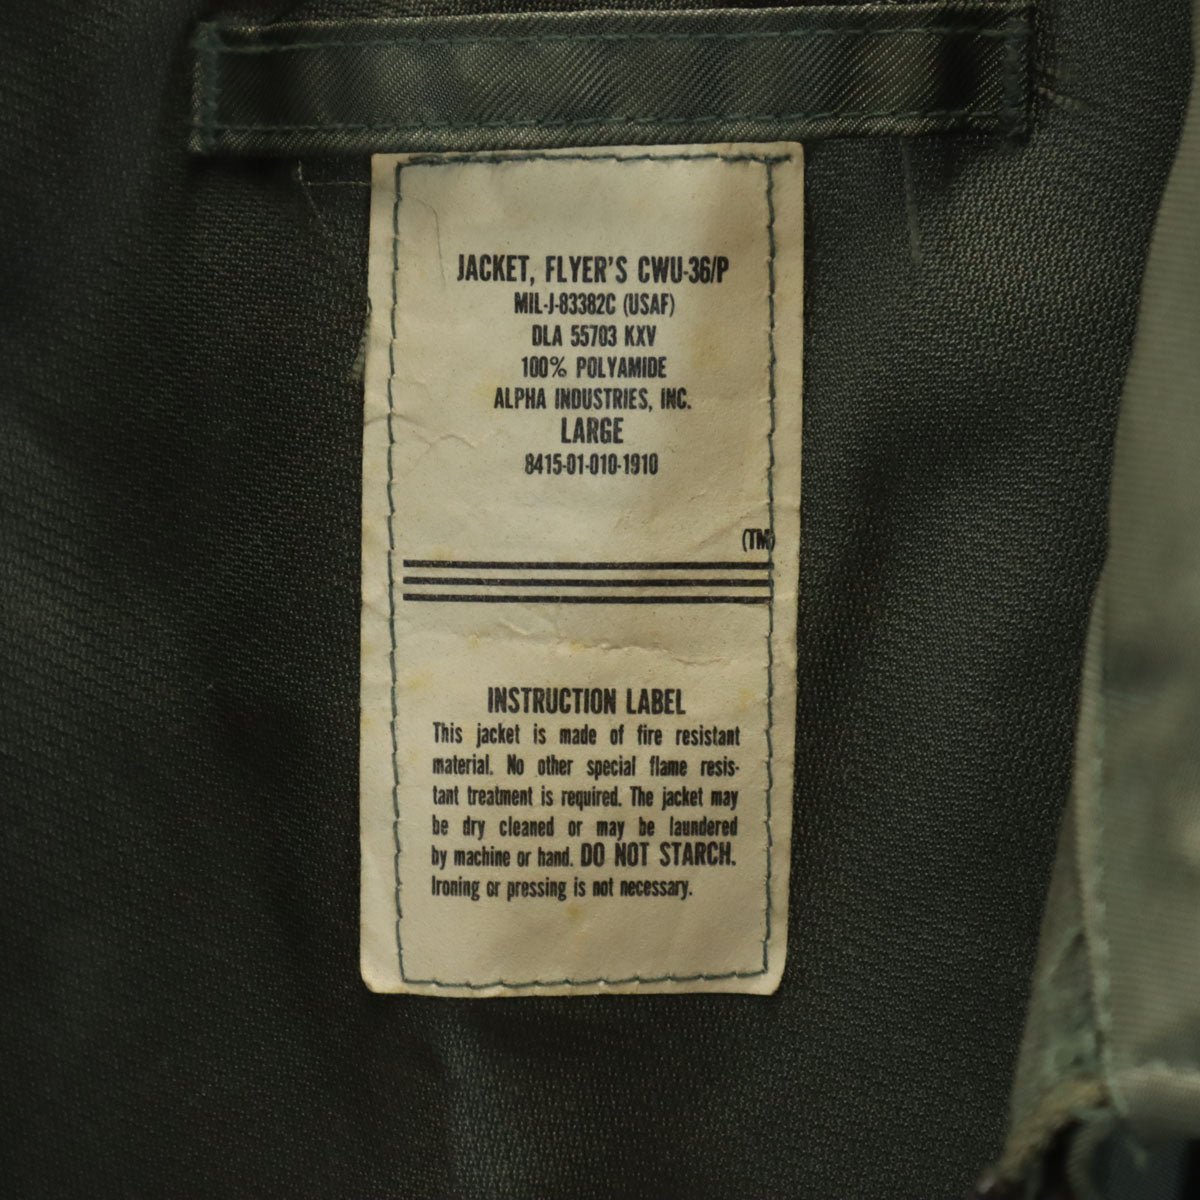 JACKET, FLYER'S CWU-36/P
MIL-J-83382C (USAF)
DLA 55703 KXV
100% POLYAMIDE
ALPHA INDUSTRIES, INC.
LARGE
8415-01-010-1910
(TM)
INSTRUCTION LABEL
This jacket is made of fire resistant
material. No other special flame resis-
tant treatment is required. The jacket may
be dry cleaned or may be laundered
by machine or hand. DO NOT STARCH.
Ironing or pressing is not necessary.